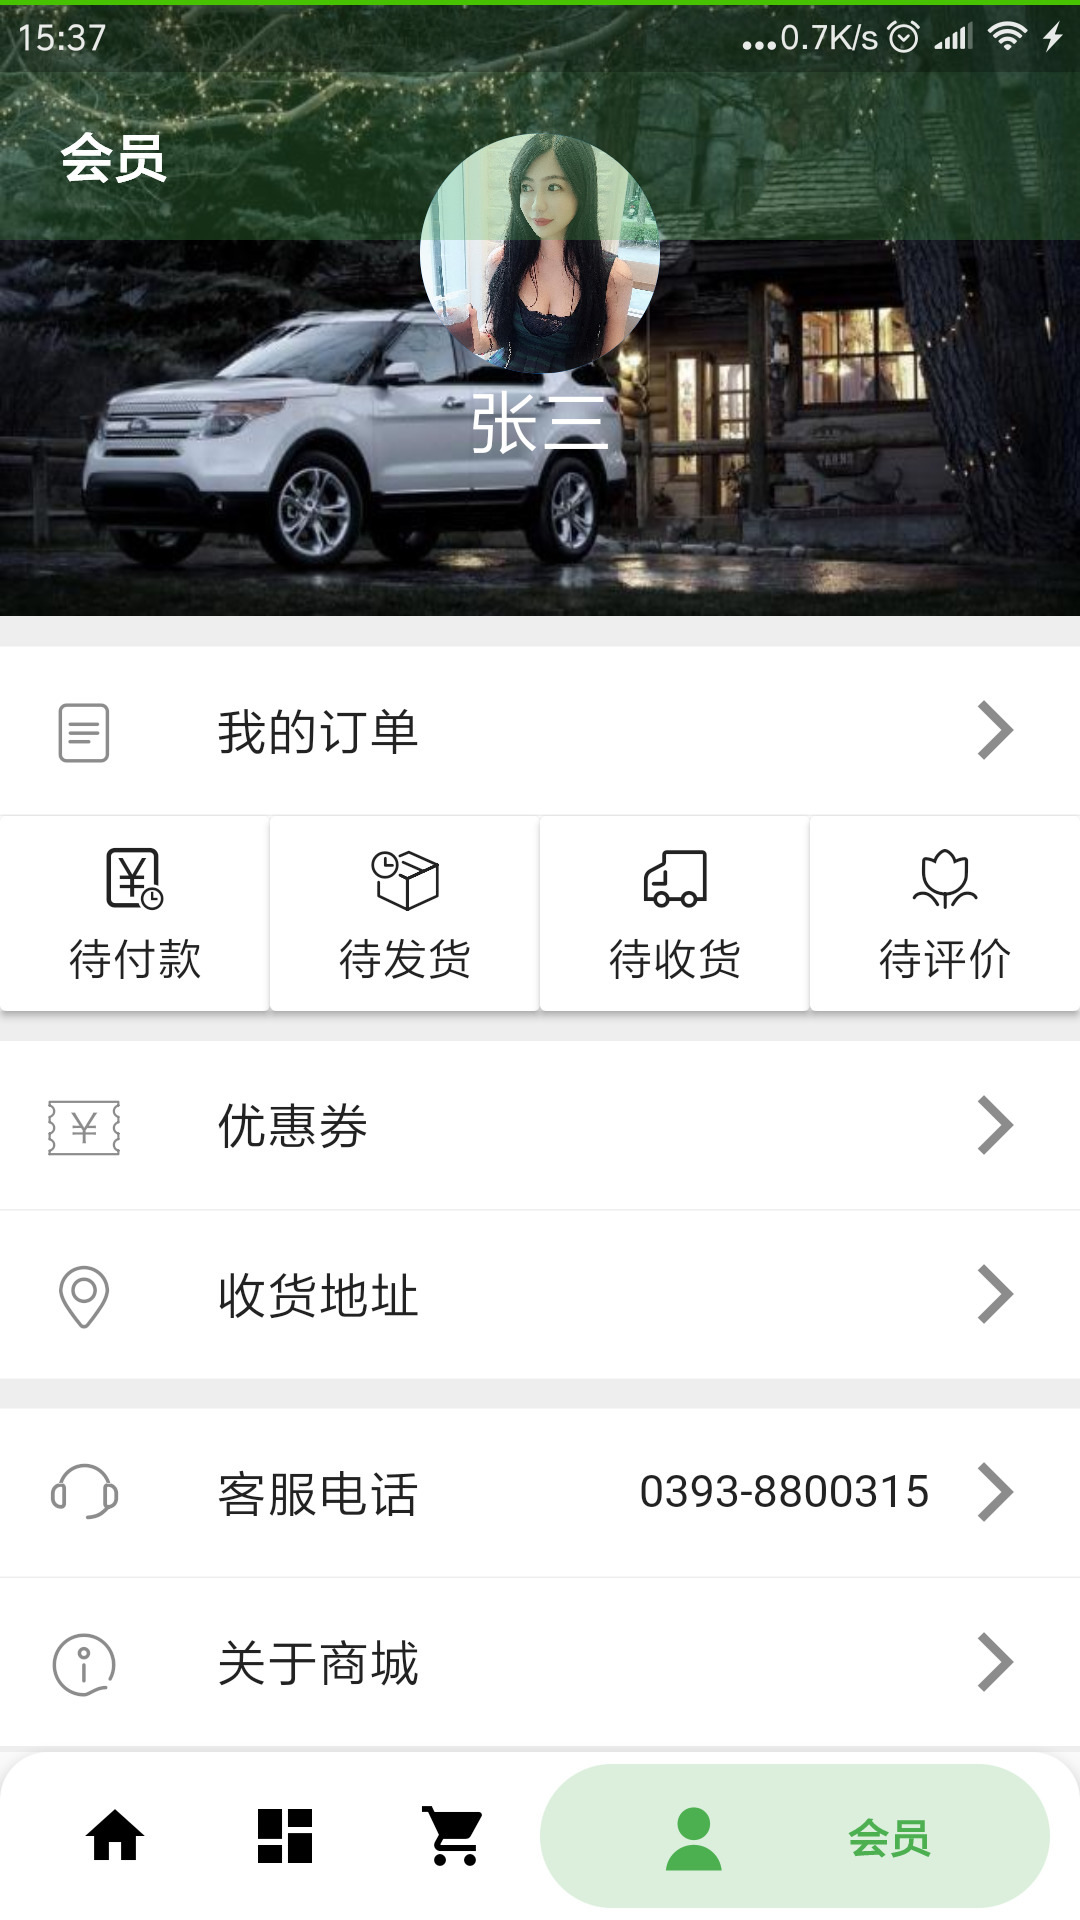 15:37
...0.7K/s
会员
张三
我的订单
待付款 待发货 待收货 待评价
优惠券
收货地址
客服电话 0393-8800315
关于商城
会员